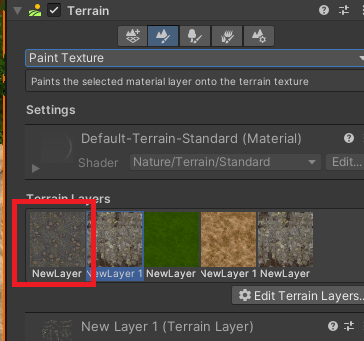 Terrain
Paint Texture
Paints the selected material layer onto the terrain texture
Settings
Default-Terrain-Standard (Material)
Shader Nature/Terrain/Standard Edit...
Terrain Layers
NewLayer NewLayer 1 NewLayer NewLayer 1 NewLayer
Edit Terrain Layers...
New Layer 1 (Terrain Layer)